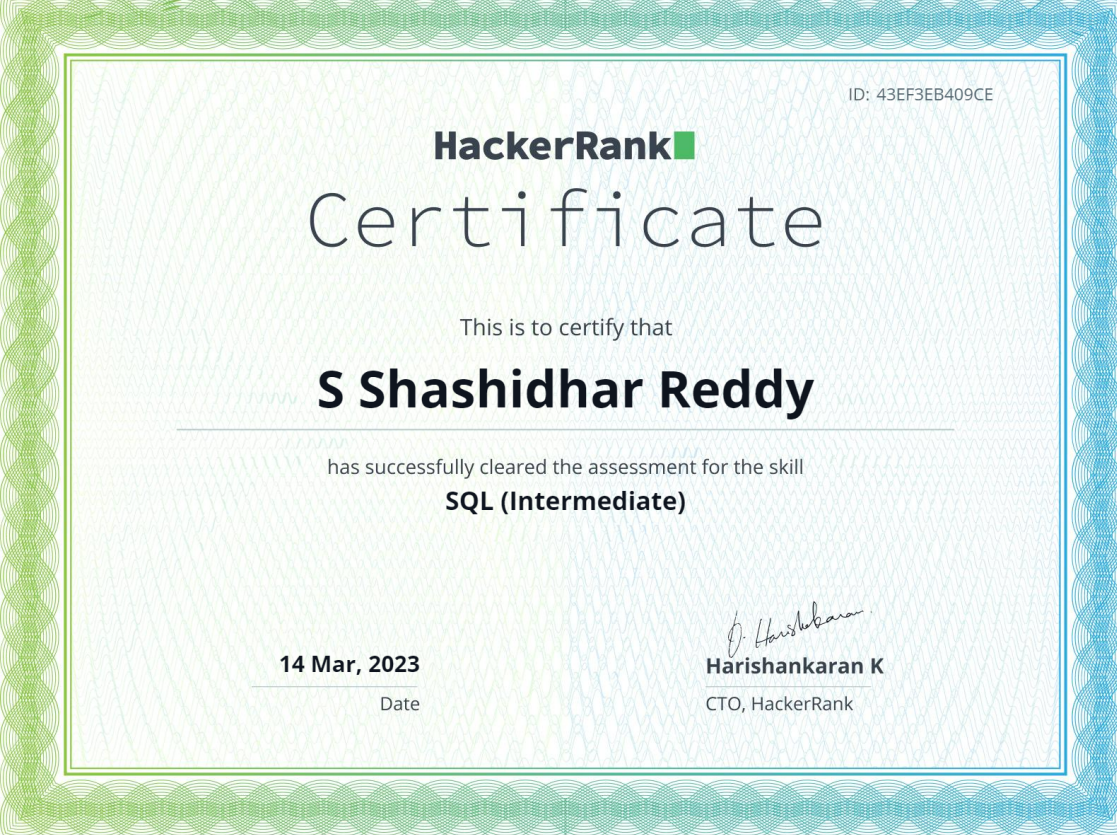 ID: 43EF3EB409CE
HackerRank
Certificate
This is to certify that
S Shashidhar Reddy
has successfully cleared the assessment for the skill
SQL (Intermediate)
14 Mar, 2023
Date
Harishankaran K
CTO, HackerRank